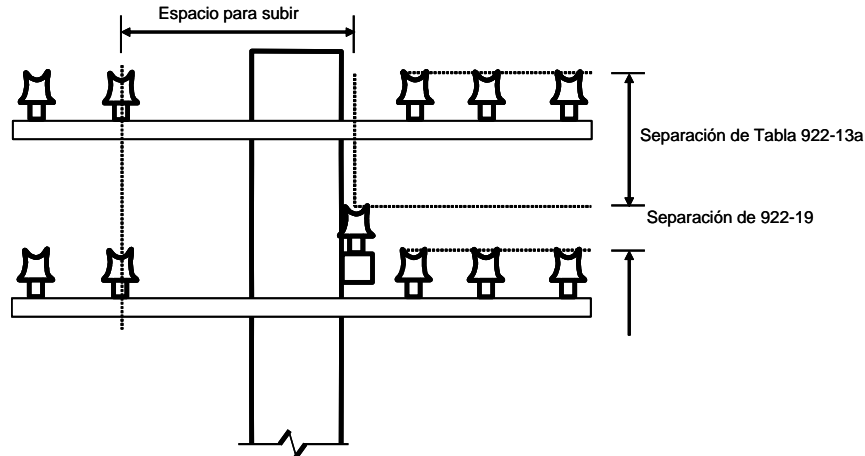 Espacio para subir
Separación de Tabla 922-13a
Separación de 922-19